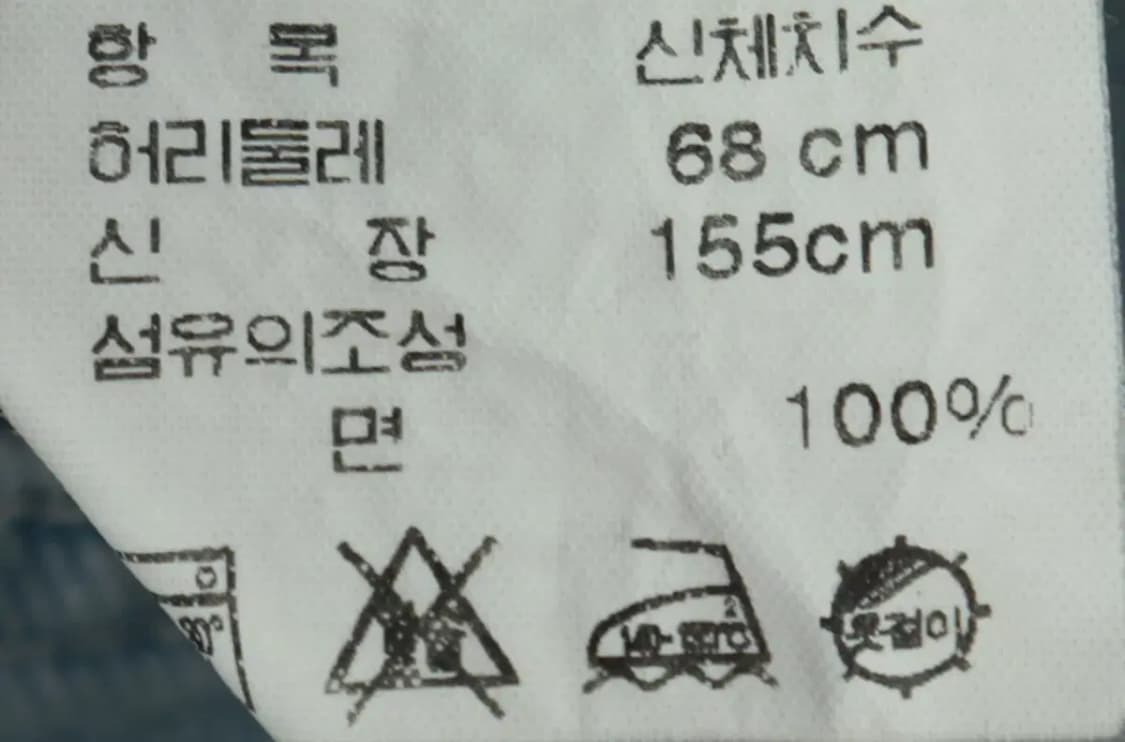 항 목 신체치수
허리둘레 68 cm
신 장 155cm
섬유의조성
면 100%
옷걸이